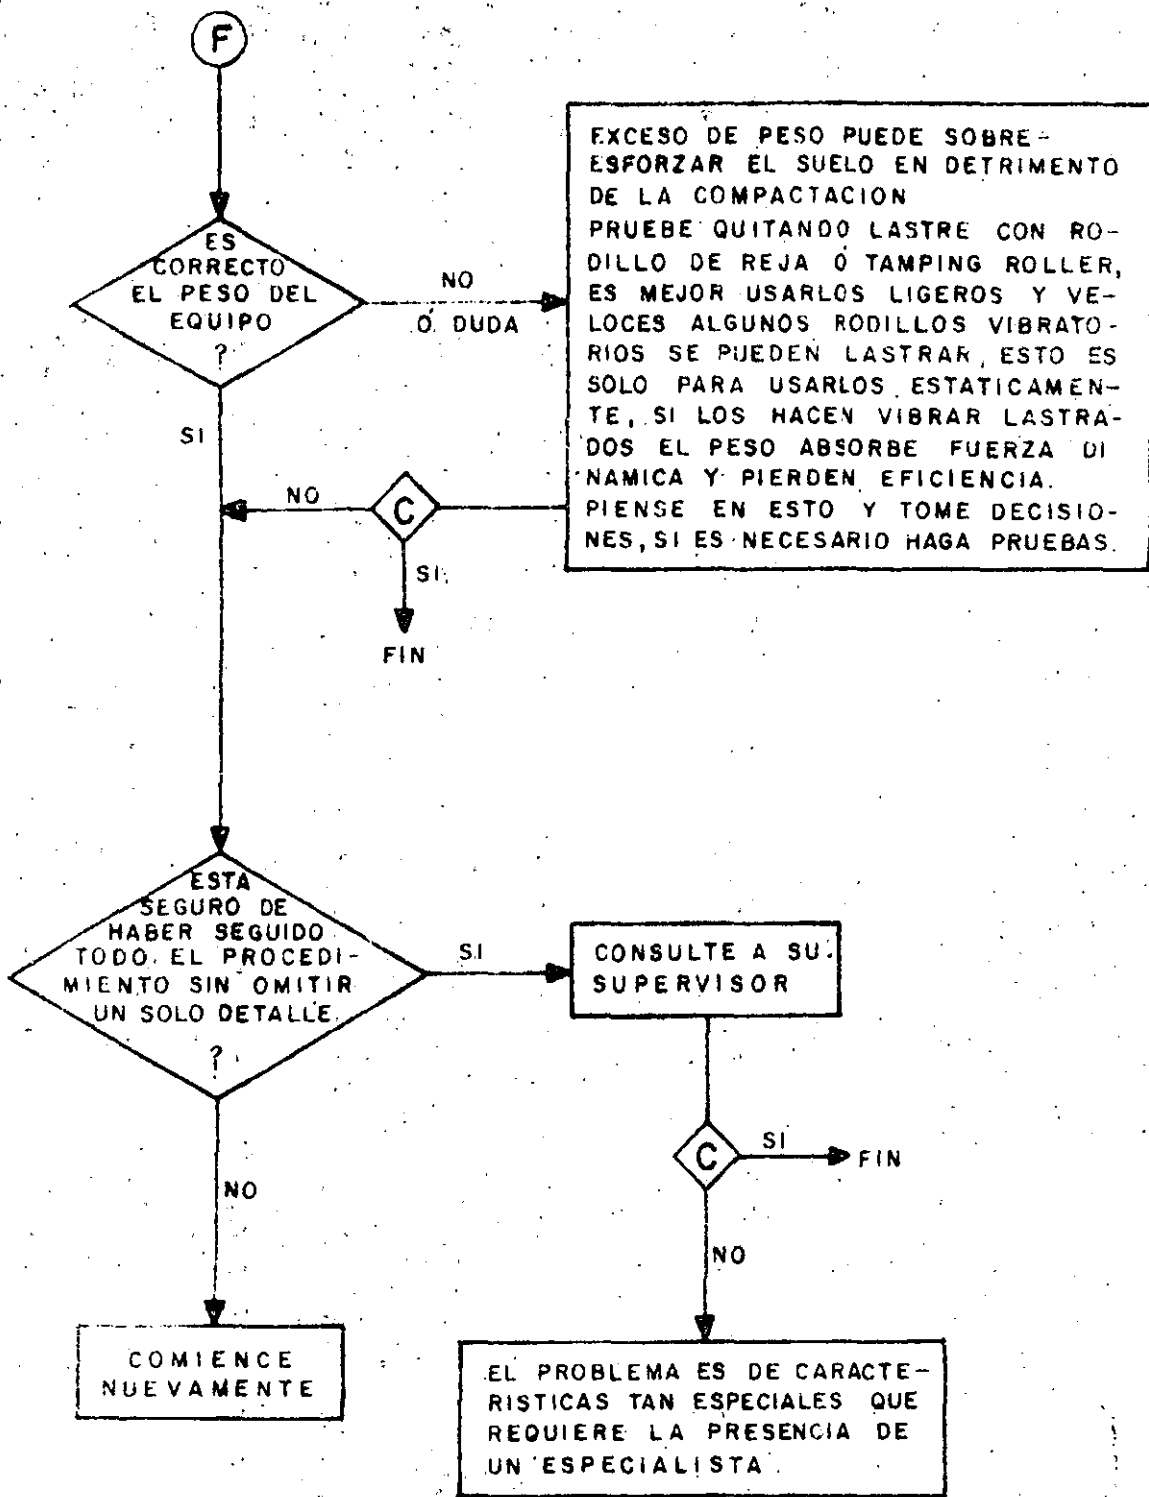 F
ES
CORRECTO
EL PESO DEL
EQUIPO
?
NO
Ó DUDA
EXCESO DE PESO PUEDE SOBRE-
ESFORZAR EL SUELO EN DETRIMENTO
DE LA COMPACTACION
PRUEBE QUITANDO LASTRE CON RO-
DILLO DE REJA Ó TAMPING ROLLER,
ES MEJOR USARLOS LIGEROS Y VE-
LOCES ALGUNOS RODILLOS VIBRATO-
RIOS SE PUEDEN LASTRAR, ESTO ES
SOLO PARA USARLOS ESTATICAMEN-
TE, SI LOS HACEN VIBRAR LASTRA-
DOS EL PESO ABSORBE FUERZA DI
NAMICA Y PIERDEN EFICIENCIA.
PIENSE EN ESTO Y TOME DECISIO-
NES, SI ES NECESARIO HAGA PRUEBAS.
SI
NO
C
SI
FIN
ESTA
SEGURO DE
HABER SEGUIDO
TODO EL PROCEDI-
MIENTO SIN OMITIR
UN SOLO DETALLE
?
SI
CONSULTE A SU
SUPERVISOR
C
SI
FIN
NO
NO
COMIENCE
NUEVAMENTE
EL PROBLEMA ES DE CARACTE-
RISTICAS TAN ESPECIALES QUE
REQUIERE LA PRESENCIA DE
UN ESPECIALISTA.